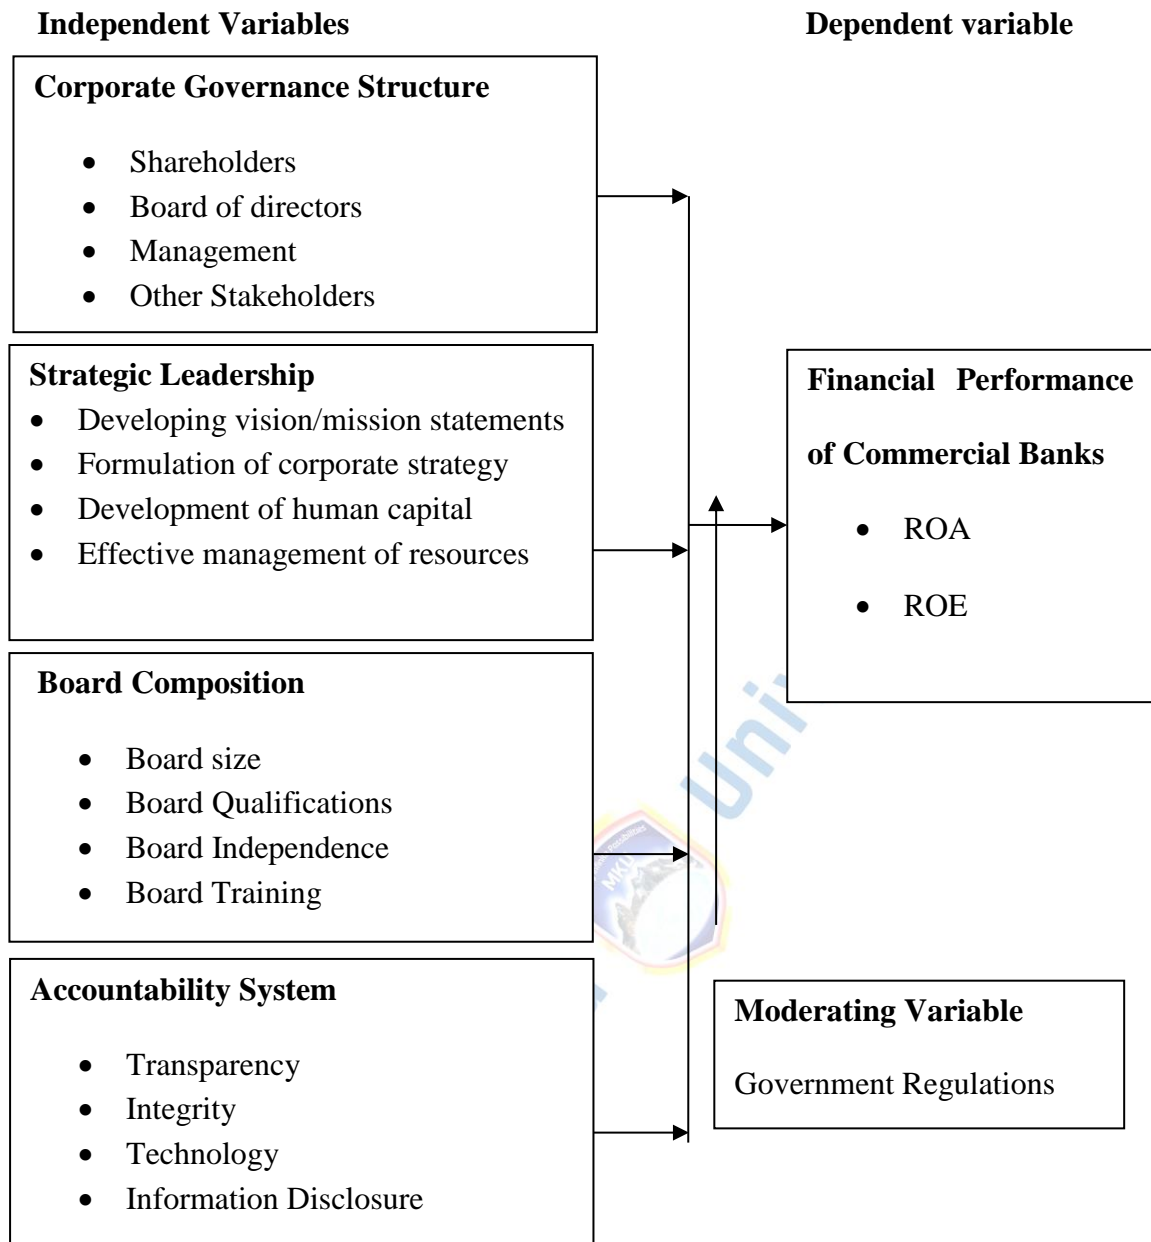 Independent Variables
Dependent variable
Corporate Governance Structure
• Shareholders
• Board of directors
• Management
• Other Stakeholders
Strategic Leadership
• Developing vision/mission statements
• Formulation of corporate strategy
• Development of human capital
• Effective management of resources
Financial Performance
of Commercial Banks
• ROA
• ROE
Board Composition
• Board size
• Board Qualifications
• Board Independence
• Board Training
Accountability System
• Transparency
• Integrity
• Technology
• Information Disclosure
Moderating Variable
Government Regulations
Univ
MKU